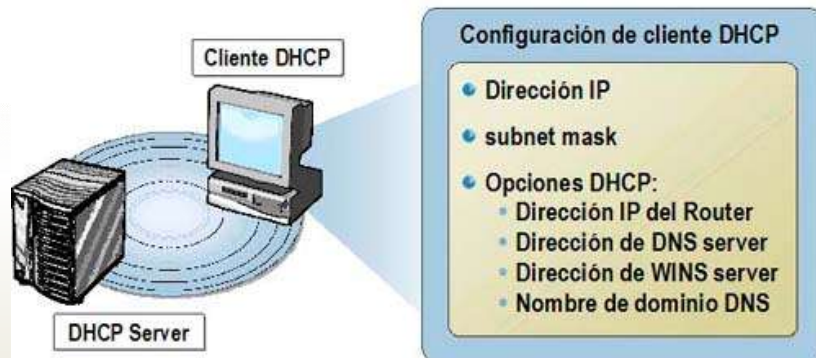 Cliente DHCP
DHCP Server
Configuración de cliente DHCP
Dirección IP
subnet mask
Opciones DHCP:
Dirección IP del Router
Dirección de DNS server
Dirección de WINS server
Nombre de dominio DNS